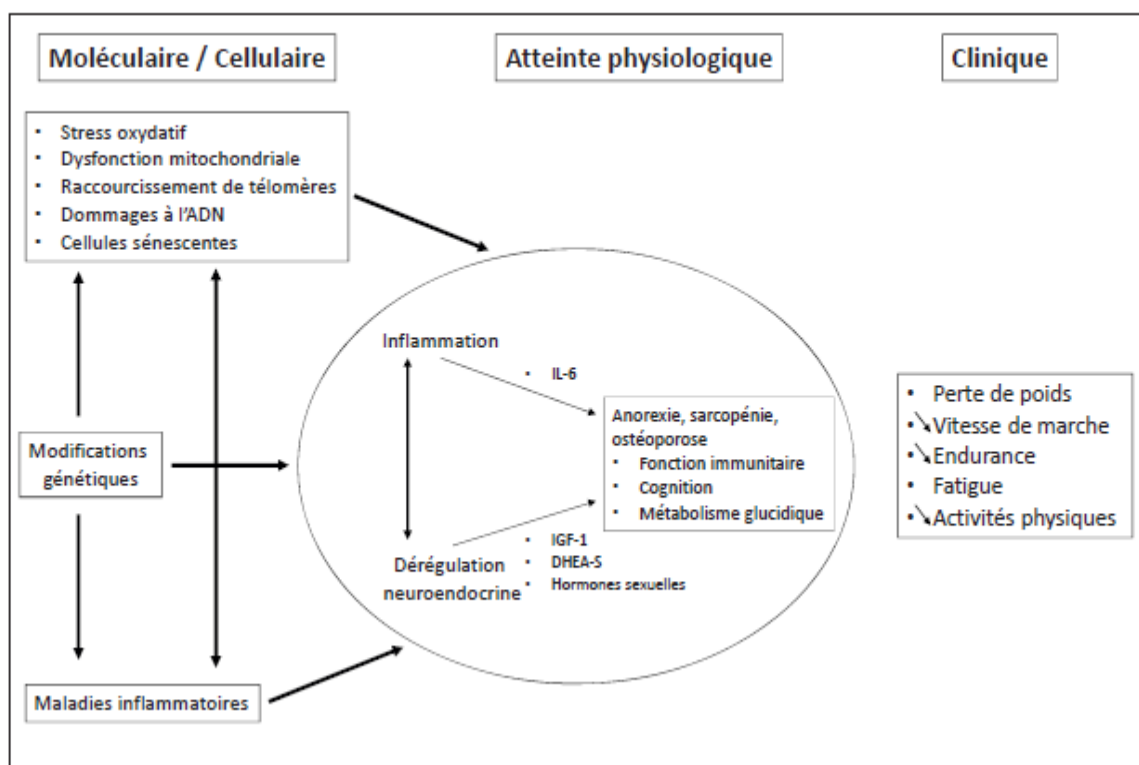 Moléculaire / Cellulaire
Atteinte physiologique
Clinique
• Stress oxydatif
• Dysfonction mitochondriale
• Raccourcissement de télomères
• Dommages à l'ADN
• Cellules sénescentes
Modifications
génétiques
Maladies inflammatoires
Inflammation
• IL-6
Anorexie, sarcopénie,
ostéoporose
• Fonction immunitaire
• Cognition
• Métabolisme glucidique
Dérégulation
neuroendocrine
• IGF-1
• DHEA-S
• Hormones sexuelles
• Perte de poids
• ↘Vitesse de marche
• ↘Endurance
• Fatigue
• ↘Activités physiques